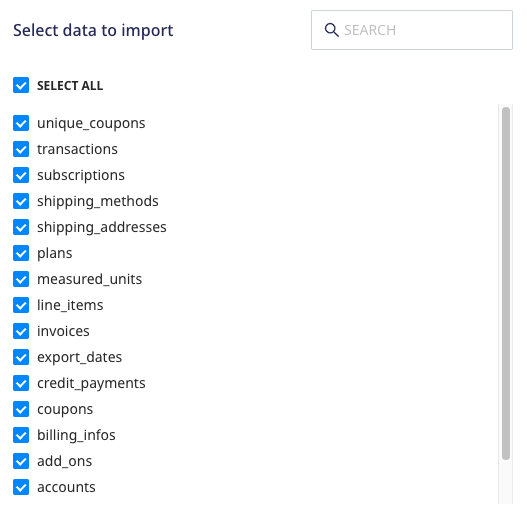 Select data to import
SEARCH
SELECT ALL
unique_coupons
transactions
subscriptions
shipping_methods
shipping_addresses
plans
measured_units
line_items
invoices
export_dates
credit_payments
coupons
billing_infos
add_ons
accounts